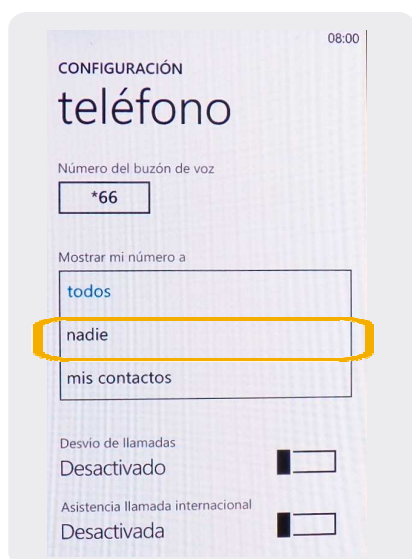 08:00
CONFIGURACIÓN
teléfono
Número del buzón de voz
*66
Mostrar mi número a
todos
nadie
mis contactos
Desvío de llamadas
Desactivado
Asistencia llamada internacional
Desactivada